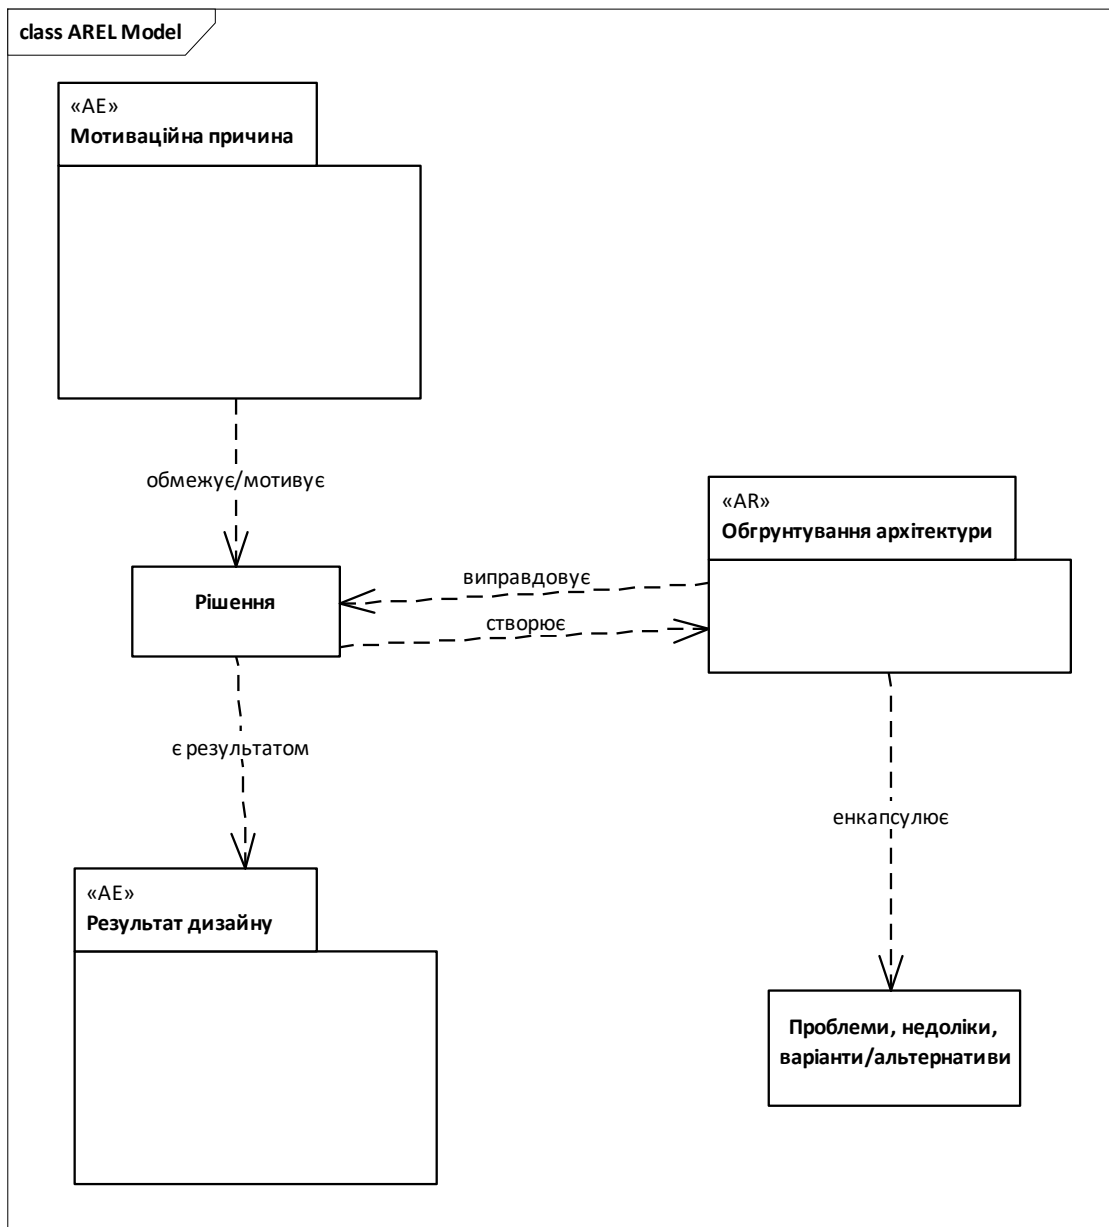 class AREL Model
«AE»
Мотиваційна причина
обмежує/мотивує
«AR»
Обгрунтування архітектури
виправдовує
Рішення
створює
є результатом
енкапсулює
«AE»
Результат дизайну
Проблеми, недоліки,
варіанти/альтернативи